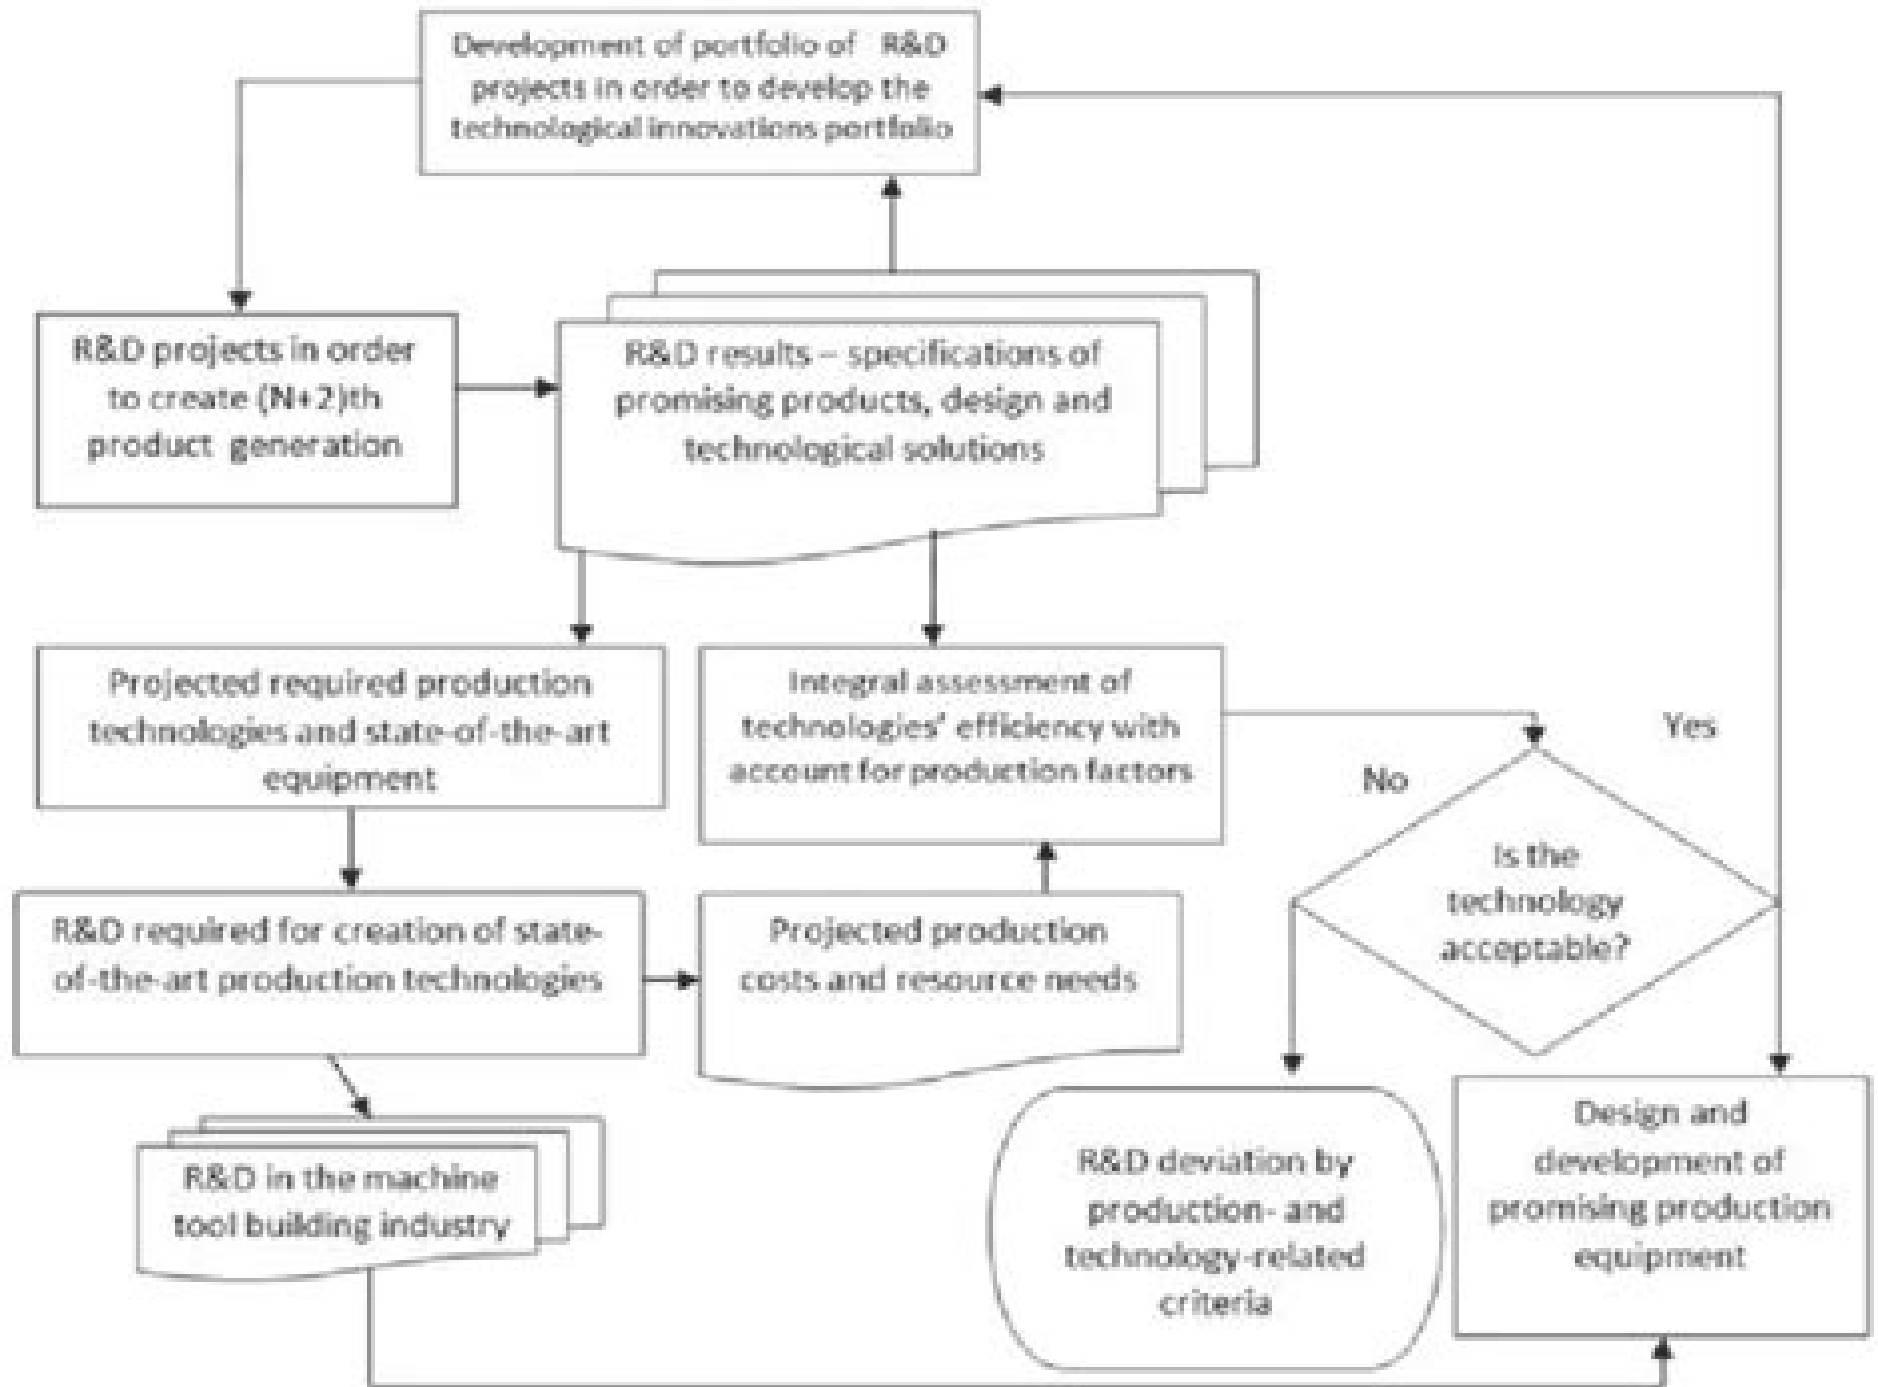 Development of portfolio of R&D
projects in order to develop the
technological innovations portfolio
R&D projects in order
to create (N+2)th
product generation
R&D results – specifications of
promising products, design and
technological solutions
Projected required production
technologies and state-of-the-art
equipment
Integral assessment of
technologies' efficiency with
account for production factors
Yes
No
Is the
technology
acceptable?
R&D required for creation of state-
of-the-art production technologies
Projected production
costs and resource needs
R&D in the machine
tool building industry
R&D deviation by
production- and
technology-related
criteria
Design and
development of
promising production
equipment